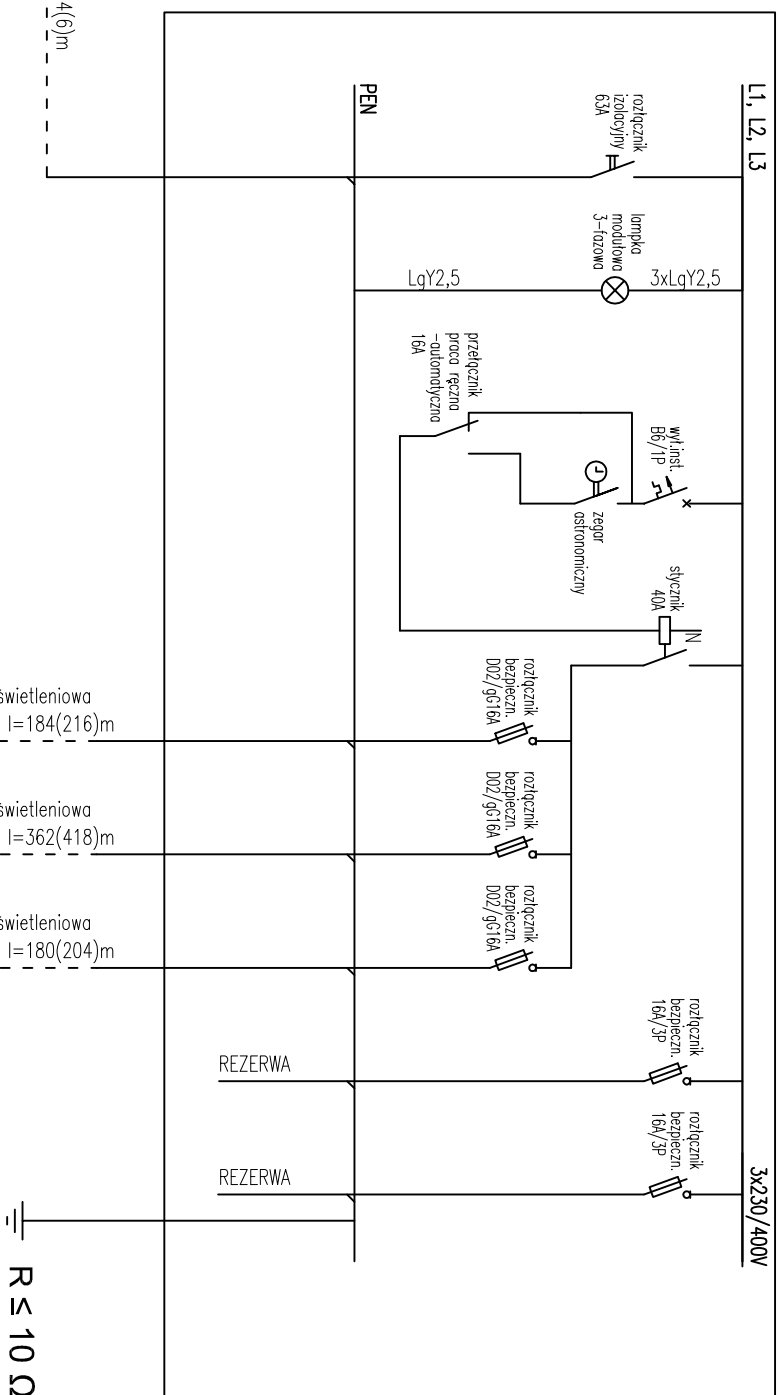 4(6)m
L1, L2, L3
PEN
rozłącznik
izolacyjny
63A
lampka
modułowa
3-fazowa
LgY2,5
3xLgY2,5
przełącznik
praca ręczna
-automatyczna
16A
wył.inst.
B6/1P
zegar
astronomiczny
stycznik
40A
N
rozłącznik
bezpieczn.
D02/gG16A
rozłącznik
bezpieczn.
D02/gG16A
rozłącznik
bezpieczn.
D02/gG16A
świetleniowa
l=184(216)m
świetleniowa
l=362(418)m
świetleniowa
l=180(204)m
rozłącznik
bezpieczn.
16A/3P
REZERWA
rozłącznik
bezpieczn.
16A/3P
REZERWA
3x230/400V
R ≤ 10 Ω